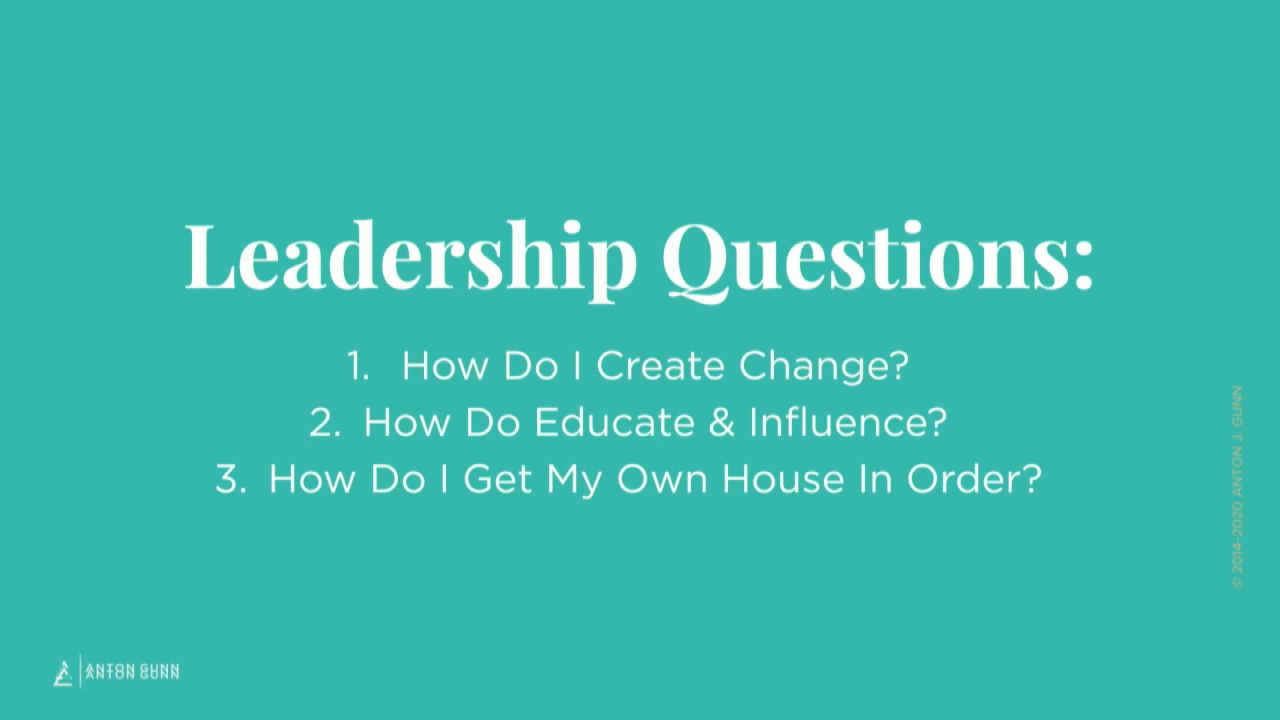 Leadership Questions:
1. How Do I Create Change?
2. How Do Educate & Influence?
3. How Do I Get My Own House In Order?
© 2014-2020 ANTON J. GUNN
ANTON GUNN